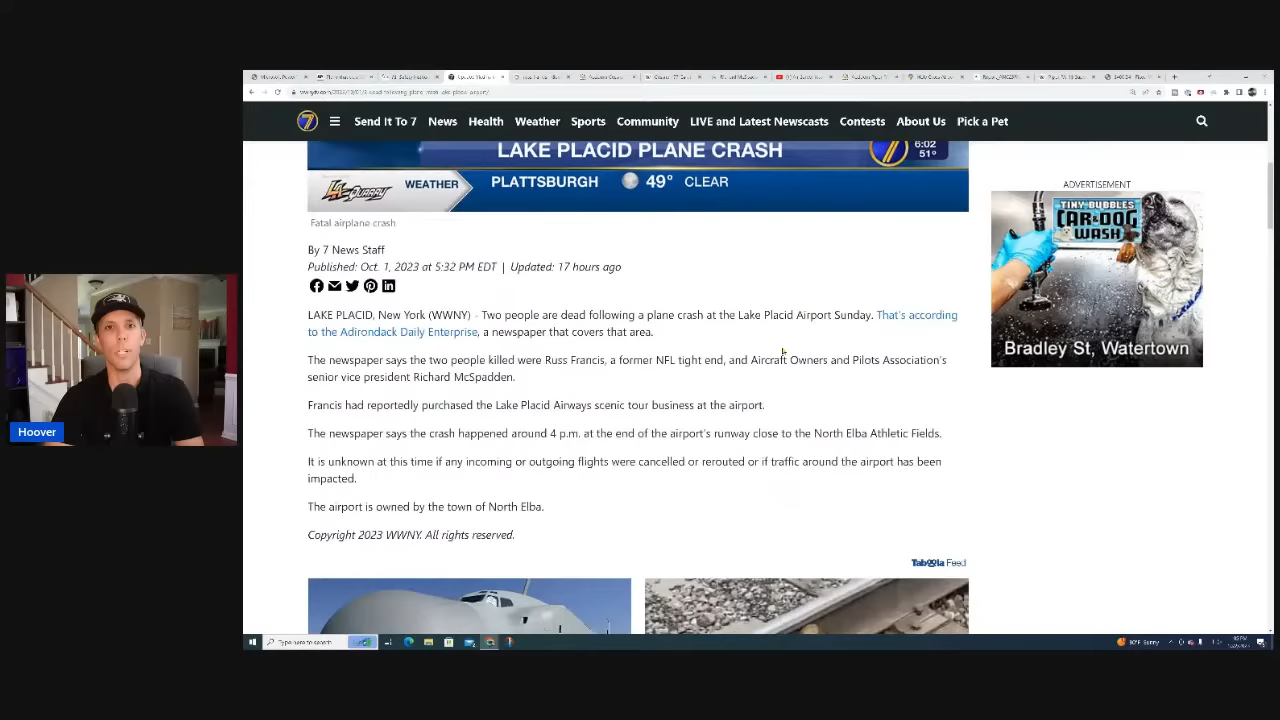 Send It To 7 News Health Weather Sports Community LIVE and Latest Newscasts Contests About Us Pick a Pet
LAKE PLACID PLANE CRASH
7
6:02
51°
WEATHER PLATTSBURGH 49° CLEAR
Fatal airplane crash
By 7 News Staff
Published: Oct. 1, 2023 at 5:32 PM EDT | Updated: 17 hours ago
LAKE PLACID, New York (WWNY) - Two people are dead following a plane crash at the Lake Placid Airport Sunday. That's according
to the Adirondack Daily Enterprise, a newspaper that covers that area.
The newspaper says the two people killed were Russ Francis, a former NFL tight end, and Aircraft Owners and Pilots Association's
senior vice president Richard McSpadden.
Francis had reportedly purchased the Lake Placid Airways scenic tour business at the airport.
The newspaper says the crash happened around 4 p.m. at the end of the airport's runway close to the North Elba Athletic Fields.
It is unknown at this time if any incoming or outgoing flights were cancelled or rerouted or if traffic around the airport has been
impacted.
The airport is owned by the town of North Elba.
Copyright 2023 WWNY. All rights reserved.
Tab00la Feed
ADVERTISEMENT
TINY BUBBLES
CAR & DOG
WASH
Bradley St, Watertown
Hoover
Type here to search
80°F Sunny